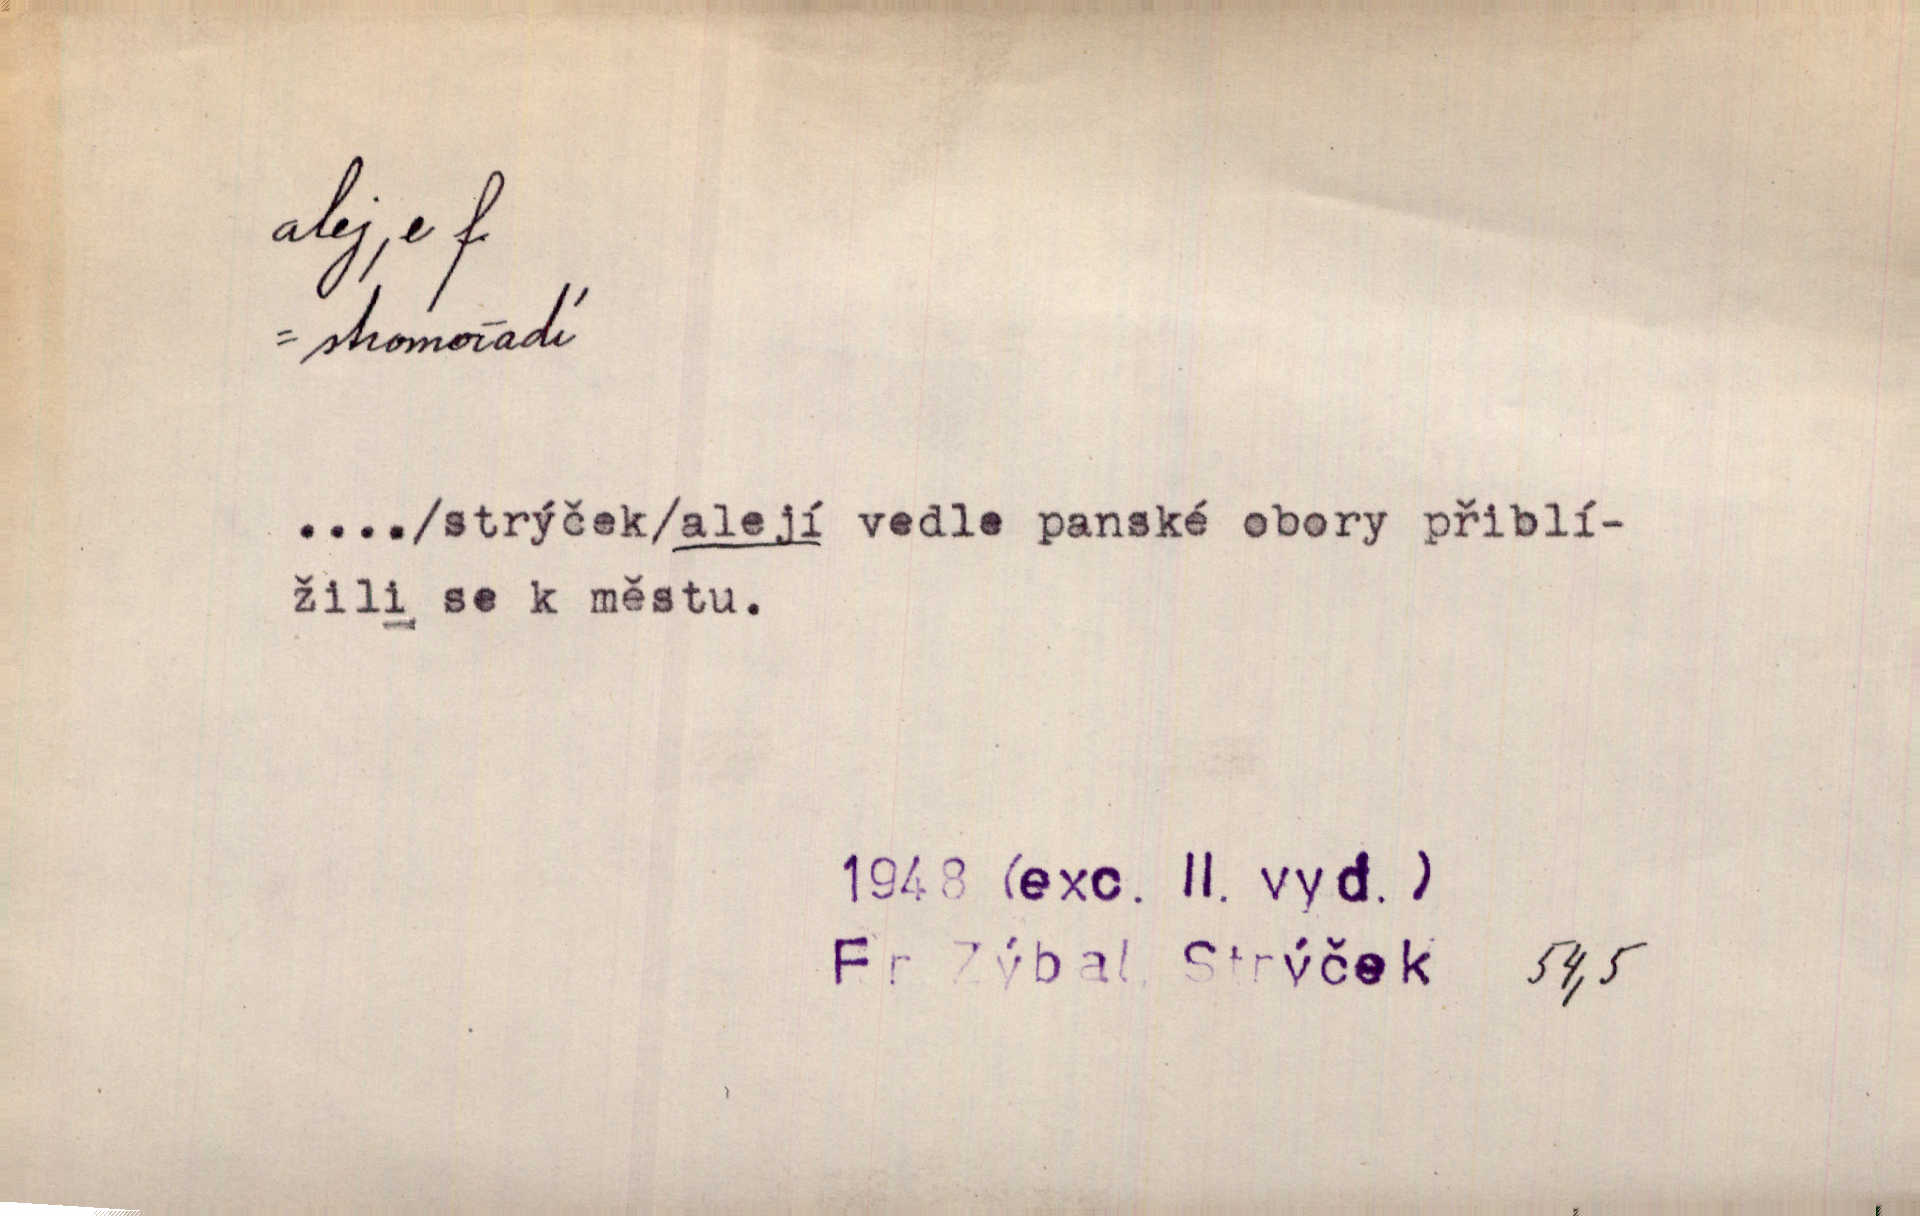 alej, e f.
= stromořadí
..../strýček/alejí vedle panské obory přiblí-
žili se k městu.
1948 (exc. II. vyd.)
Fr Zýbal, Strýček 54,5